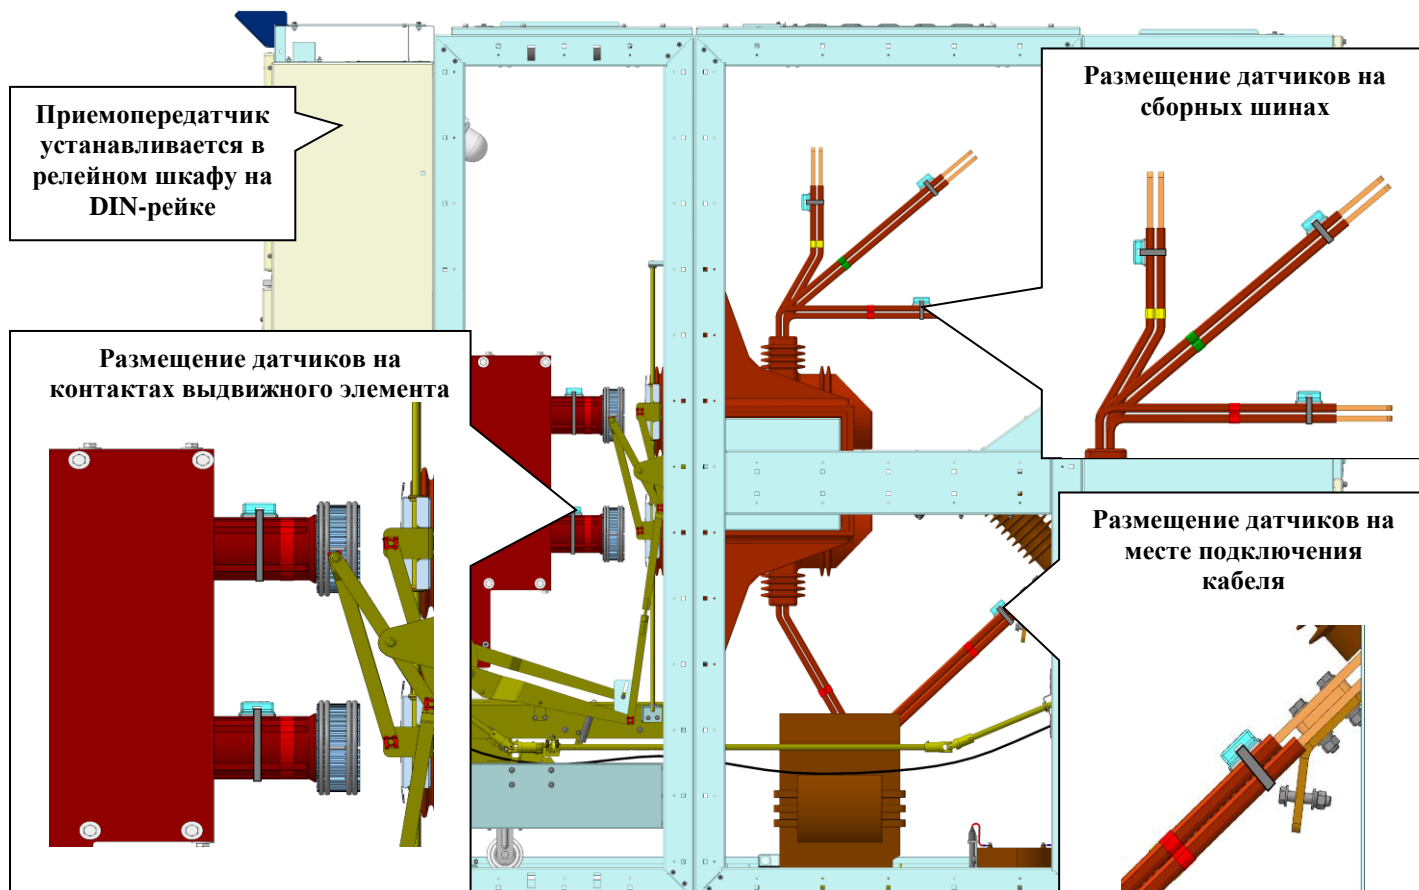 Приемопередатчик
устанавливается в
релейном шкафу на
DIN-рейке
Размещение датчиков на
сборных шинах
Размещение датчиков на
контактах выдвижного элемента
Размещение датчиков на
месте подключения
кабеля